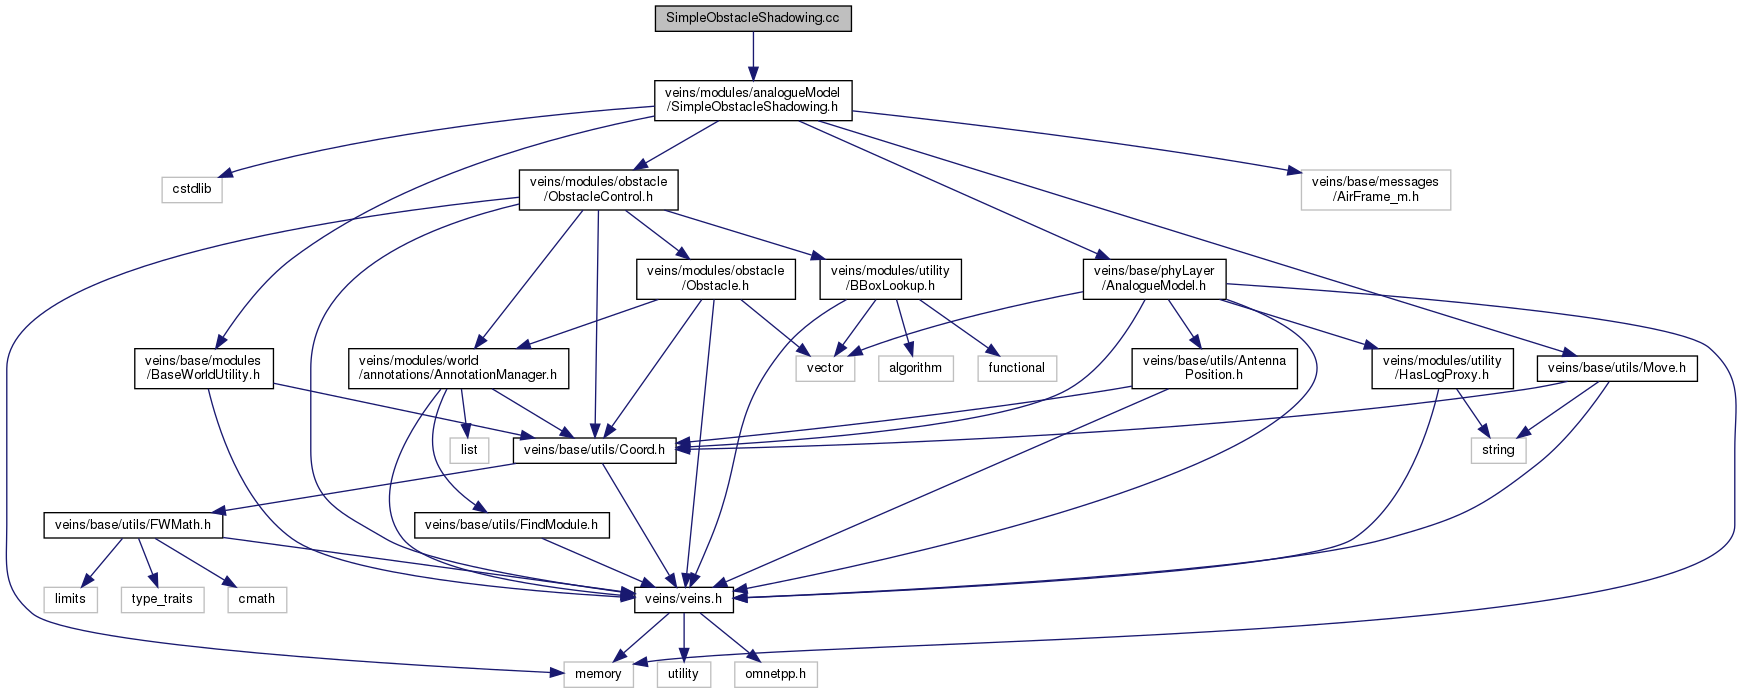 SimpleObstacleShadowing.cc
veins/modules/analogueModel
/SimpleObstacleShadowing.h
cstdlib
veins/modules/obstacle
/ObstacleControl.h
veins/base/messages
/AirFrame_m.h
veins/modules/obstacle
/Obstacle.h
veins/modules/utility
/BBoxLookup.h
veins/base/phyLayer
/AnalogueModel.h
veins/base/modules
/BaseWorldUtility.h
veins/modules/world
/annotations/AnnotationManager.h
vector
algorithm
functional
veins/base/utils/Antenna
Position.h
veins/modules/utility
/HasLogProxy.h
veins/base/utils/Move.h
list
veins/base/utils/Coord.h
string
veins/base/utils/FWMath.h
veins/base/utils/FindModule.h
limits
type_traits
cmath
veins/veins.h
memory
utility
omnetpp.h